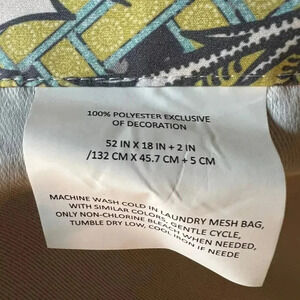 100% POLYESTER EXCLUSIVE
OF DECORATION
52 IN X 18 IN + 2 IN
/132 CM X 45.7 CM + 5 CM
MACHINE WASH COLD IN LAUNDRY MESH BAG,
WITH SIMILAR COLORS, GENTLE CYCLE,
ONLY NON-CHLORINE BLEACH WHEN NEEDED,
TUMBLE DRY LOW, COOL IRON IF NEEDE